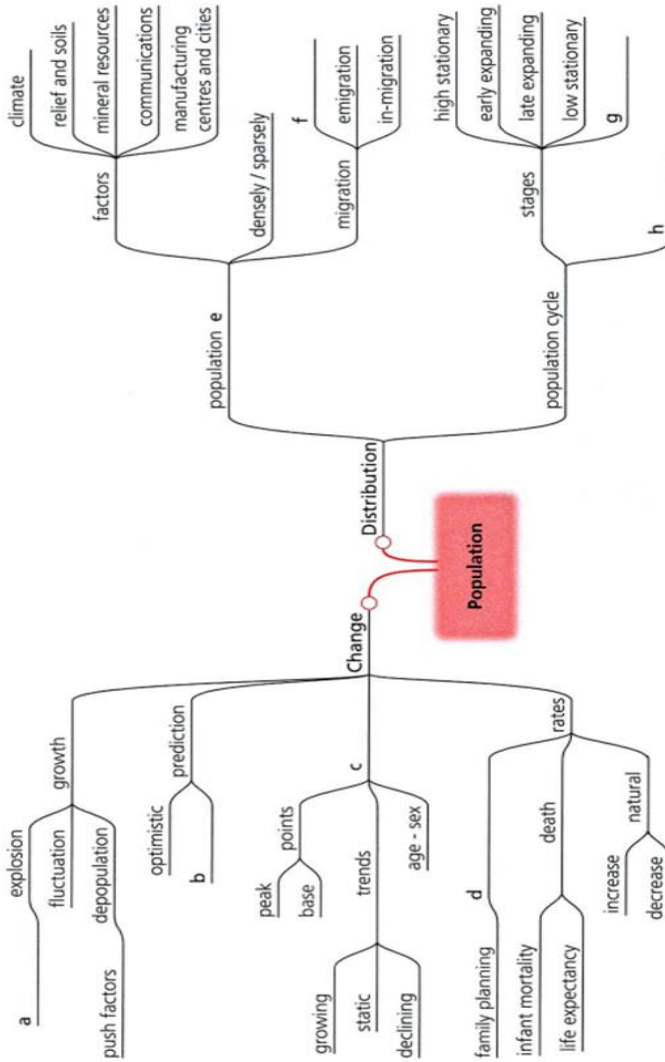 Population
Change
growth
explosion
a
fluctuation
depopulation
push factors
prediction
optimistic
b
c
points
peak
base
trends
growing
static
declining
age - sex
rates
d
family planning
death
infant mortality
life expectancy
natural
increase
decrease
Distribution
population e
factors
climate
relief and soils
mineral resources
communications
manufacturing
centres and cities
densely / sparsely
migration
f
emigration
in-migration
population cycle
stages
high stationary
early expanding
late expanding
low stationary
g
h